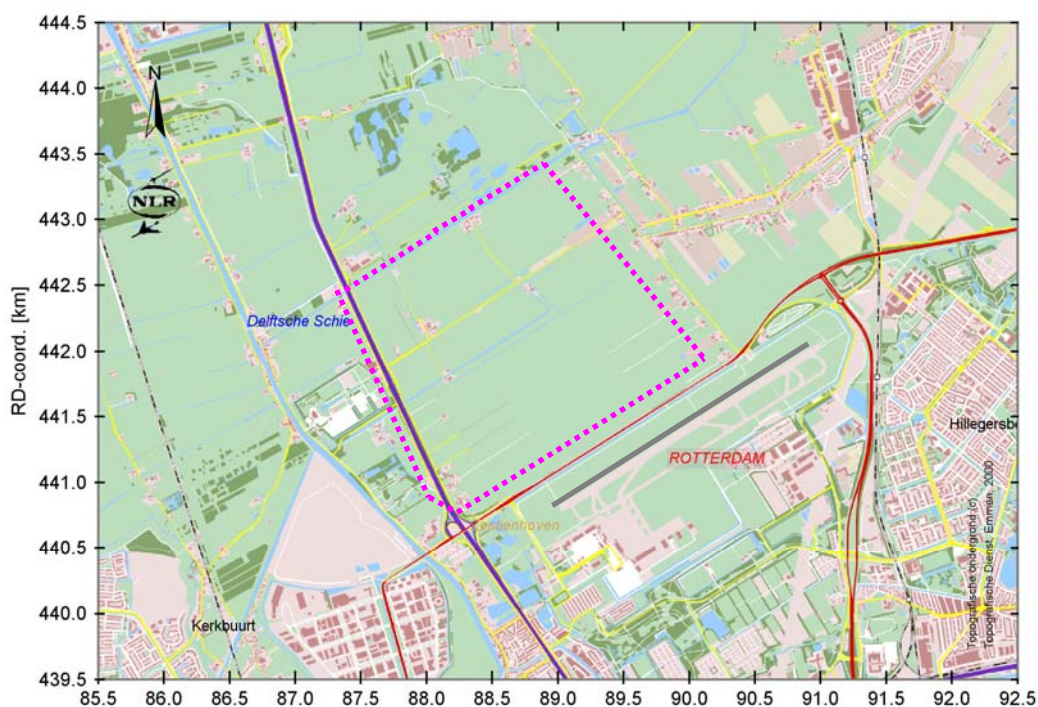 444.5
444.0
443.5
443.0
442.5
442.0
441.5
441.0
440.5
440.0
439.5
RD-coord. [km]
N
NLR
Delftsche Schie
ROTTERDAM
Hillegersbe
Kerkbuurt
Topografische ondergrond (c)
Topografische Dienst, Emmen, 2000
85.5 86.0 86.5 87.0 87.5 88.0 88.5 89.0 89.5 90.0 90.5 91.0 91.5 92.0 92.5